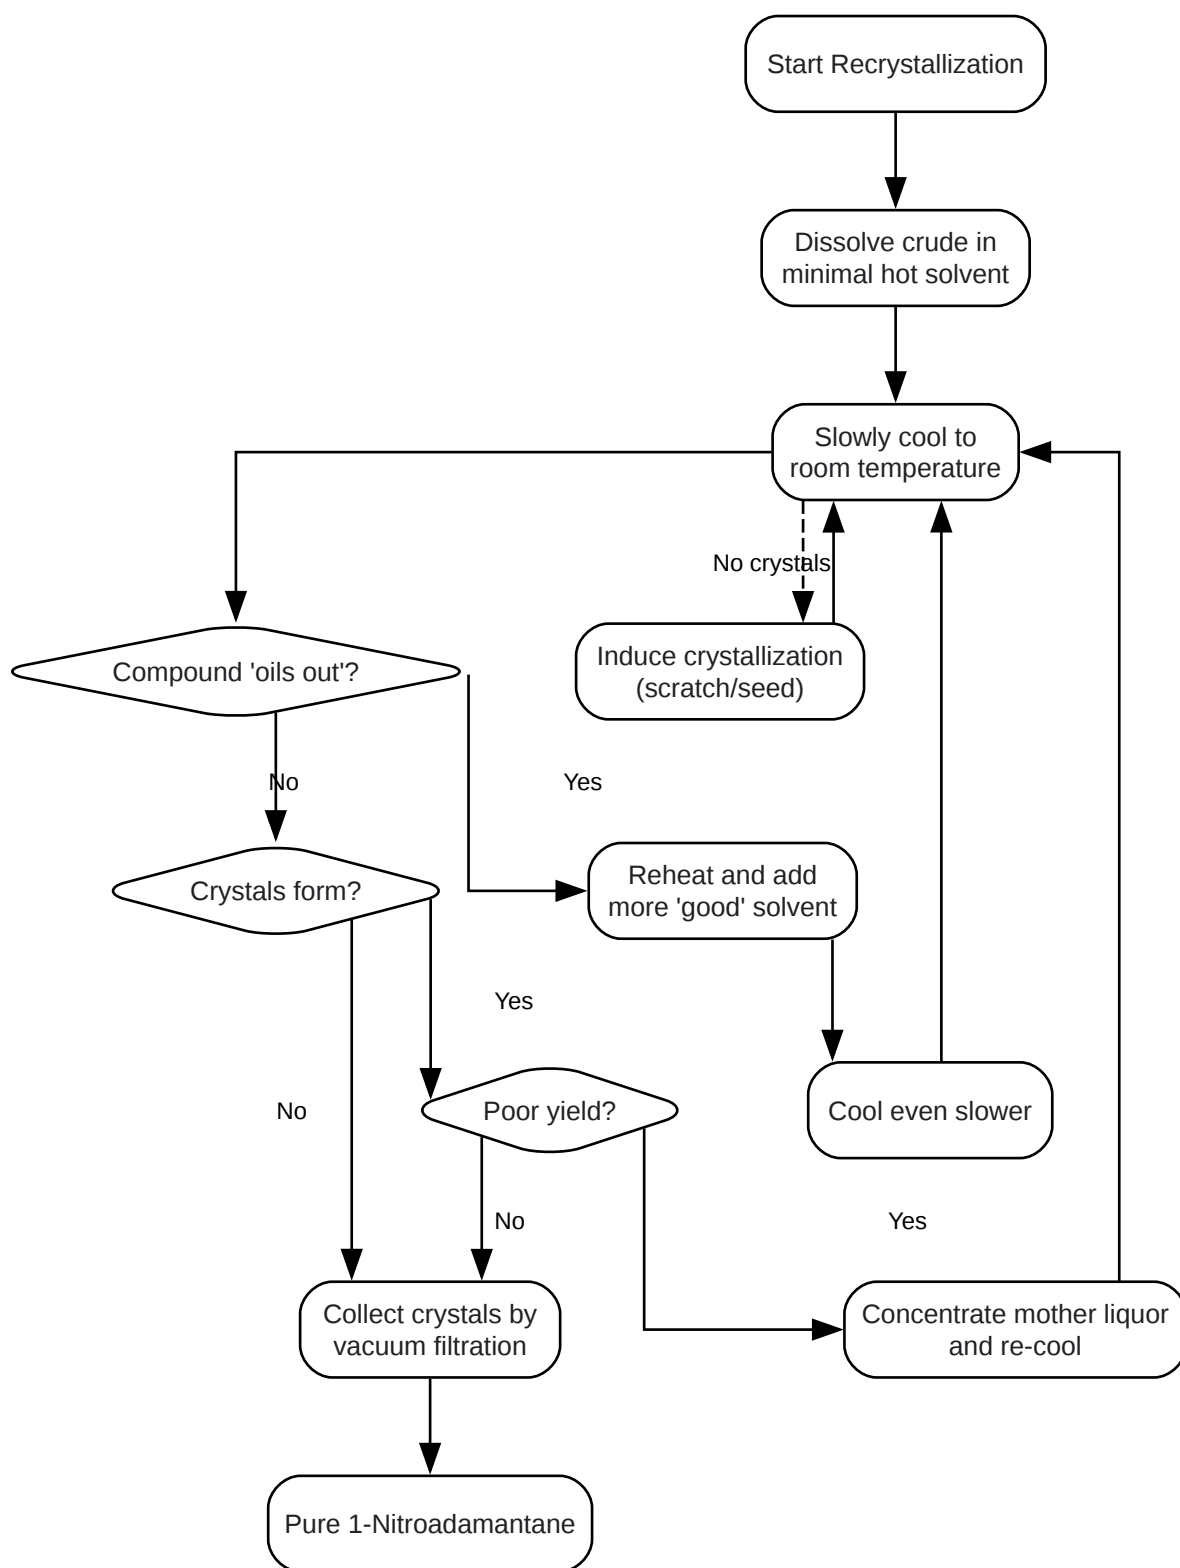 Start Recrystallization
Dissolve crude in
minimal hot solvent
Slowly cool to
room temperature
No crystals
Induce crystallization
(scratch/seed)
Compound 'oils out'?
No
Yes
Crystals form?
Reheat and add
more 'good' solvent
Yes
No
Poor yield?
Cool even slower
No
Yes
Collect crystals by
vacuum filtration
Concentrate mother liquor
and re-cool
Pure 1-Nitroadamantane